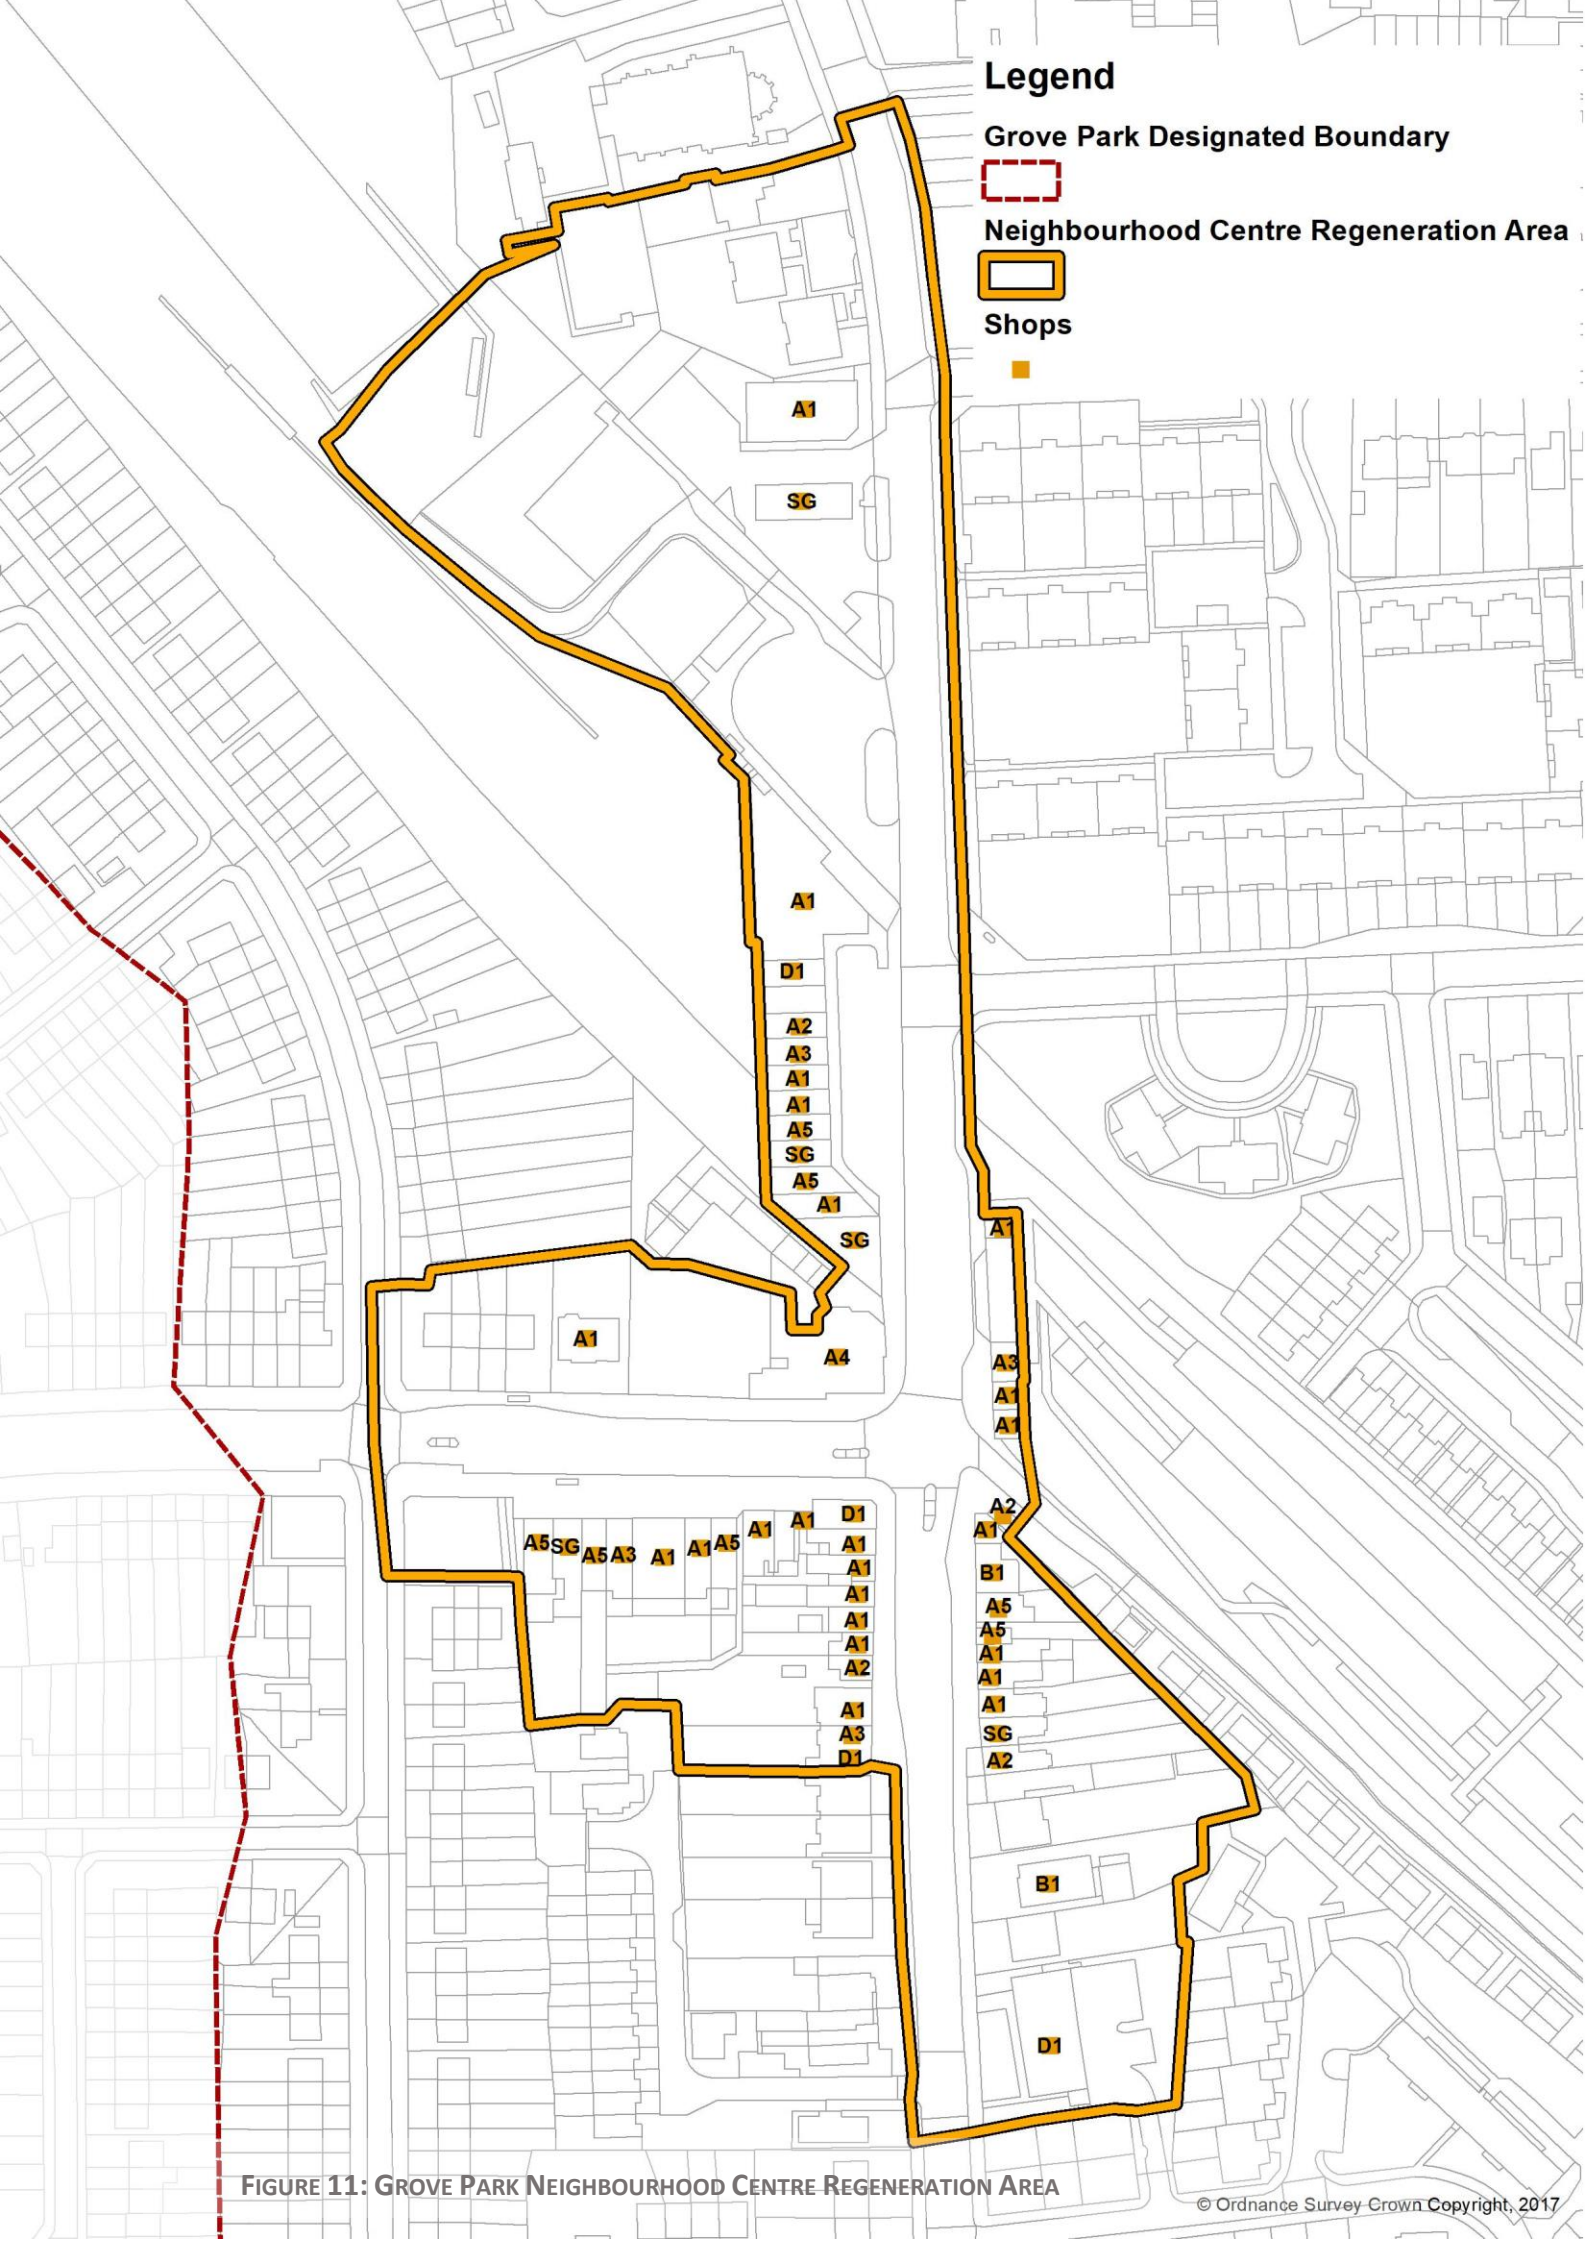 Legend
Grove Park Designated Boundary
Neighbourhood Centre Regeneration Area
Shops
A1
SG
A1
D1
A2
A3
A1
A1
A5
SG
A5
A1
SG
A1
A1
A4
A3
A1
A1
A5 SG A5 A3 A1 A1 A5 A1 A1 D1
A1
A1
A1
A1
A1
A2
A1
A3
D1
A2
A1
B1
A5
A5
A1
A1
A1
SG
A2
B1
D1
FIGURE 11: GROVE PARK NEIGHBOURHOOD CENTRE REGENERATION AREA
© Ordnance Survey Crown Copyright, 2017